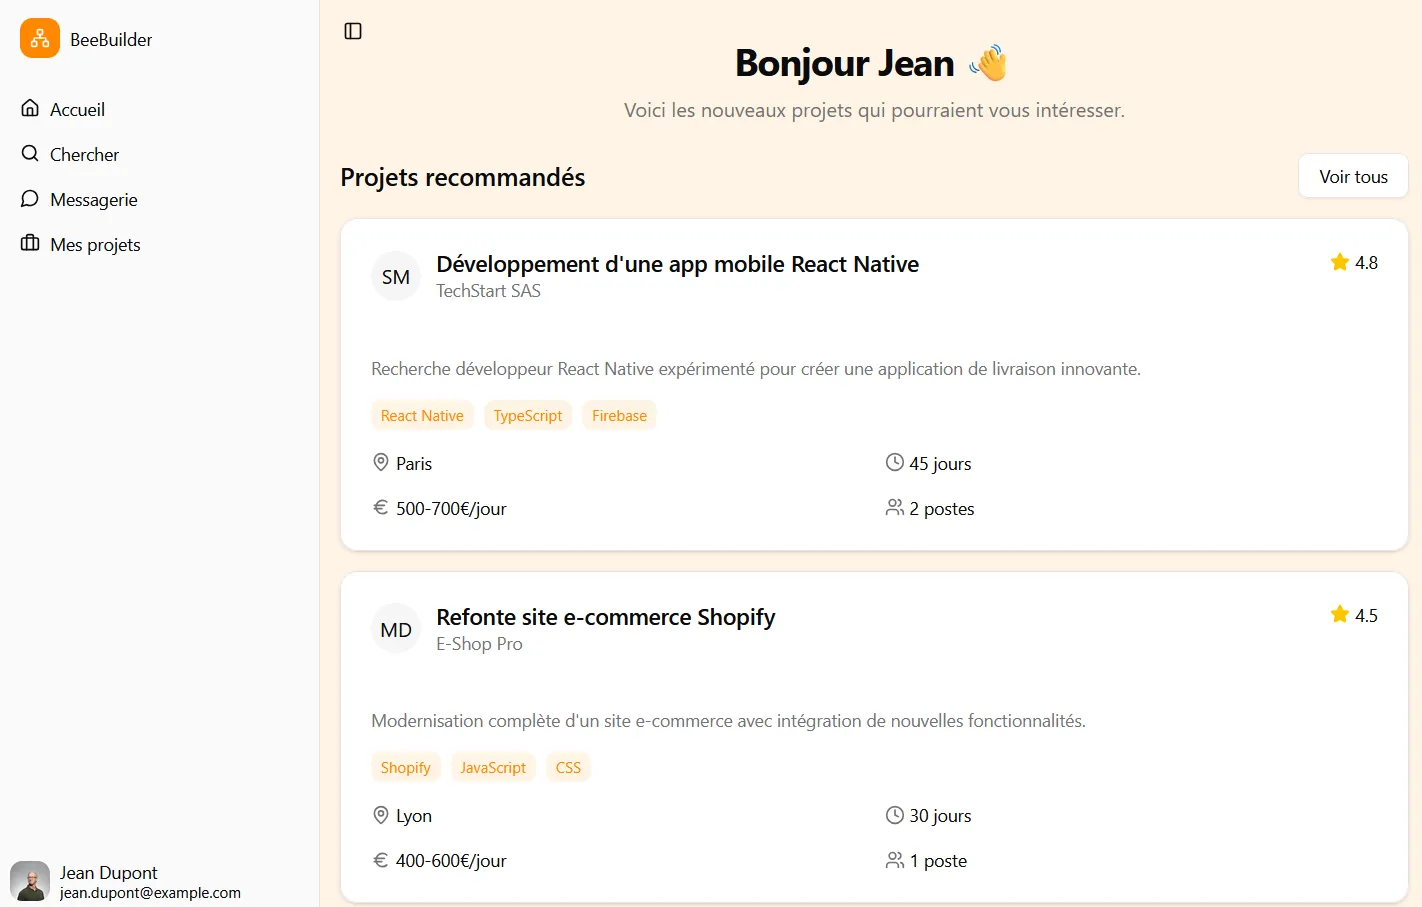 BeeBuilder
Accueil
Chercher
Messagerie
Mes projets
Jean Dupont
jean.dupont@example.com
Bonjour Jean 👋
Voici les nouveaux projets qui pourraient vous intéresser.
Projets recommandés
Voir tous
SM
Développement d'une app mobile React Native
TechStart SAS
4.8
Recherche développeur React Native expérimenté pour créer une application de livraison innovante.
React Native TypeScript Firebase
Paris
45 jours
500-700€/jour
2 postes
MD
Refonte site e-commerce Shopify
E-Shop Pro
4.5
Modernisation complète d'un site e-commerce avec intégration de nouvelles fonctionnalités.
Shopify JavaScript CSS
Lyon
30 jours
400-600€/jour
1 poste